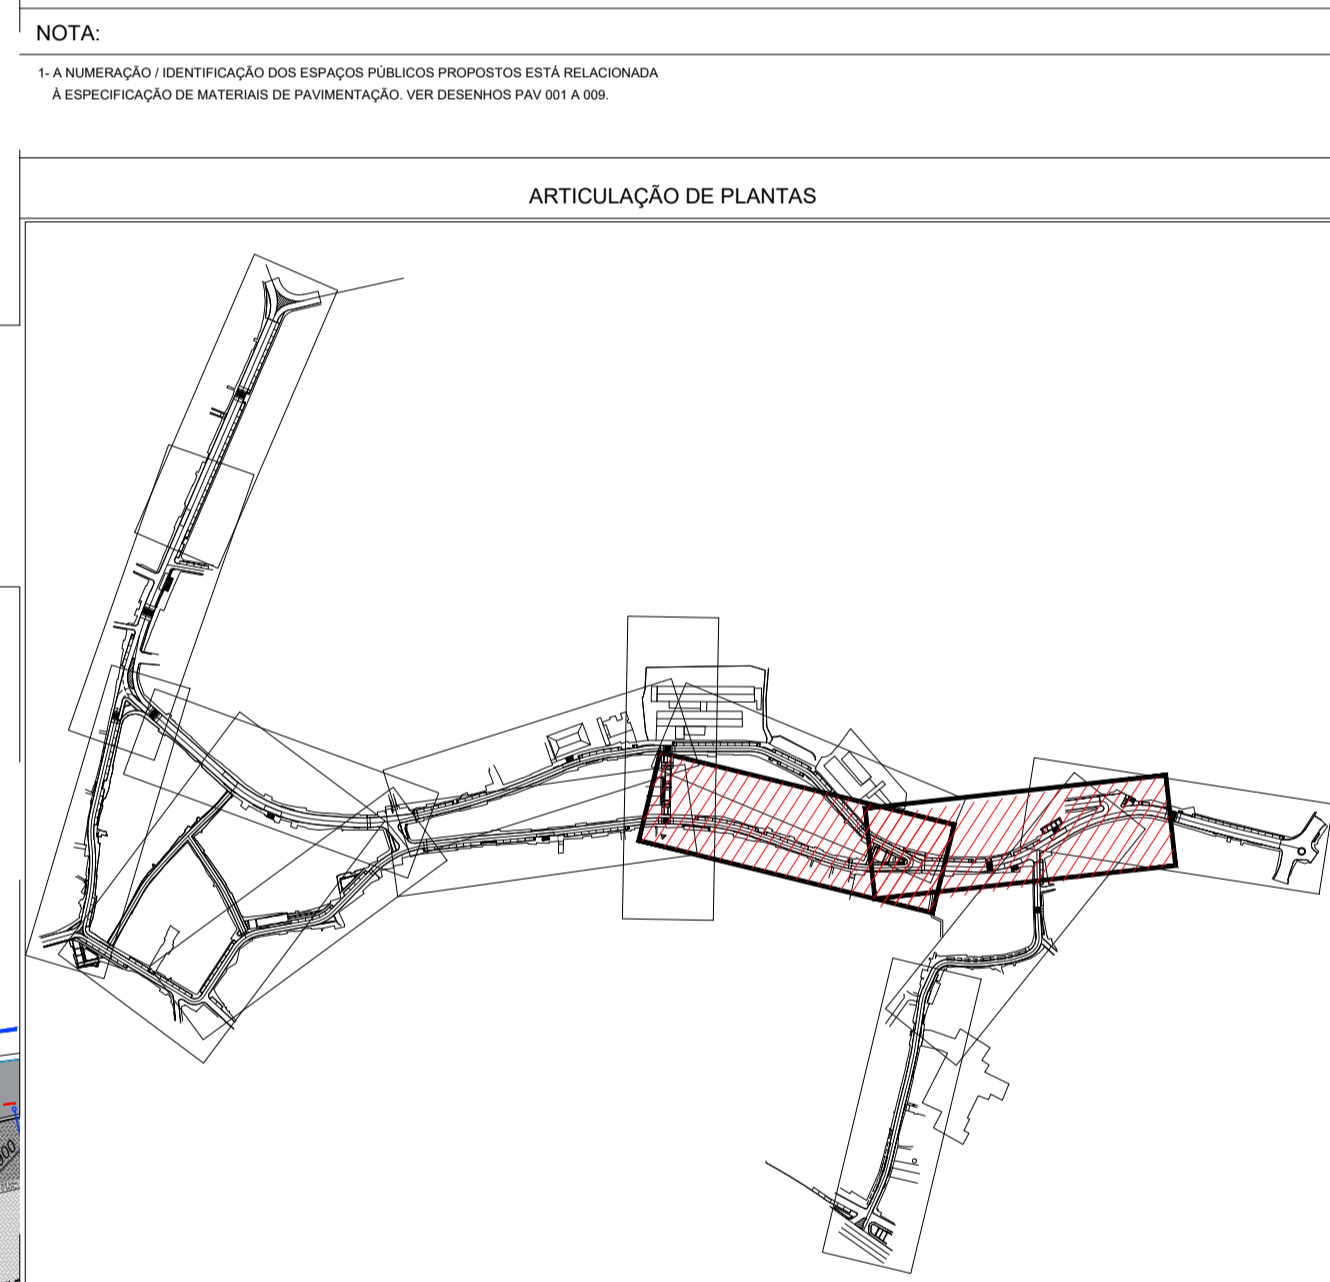 NOTA:
1- A NUMERAÇÃO / IDENTIFICAÇÃO DOS ESPAÇOS PÚBLICOS PROPOSTOS ESTÁ RELACIONADA
À ESPECIFICAÇÃO DE MATERIAIS DE PAVIMENTAÇÃO. VER DESENHOS PAV 001 A 009.
ARTICULAÇÃO DE PLANTAS